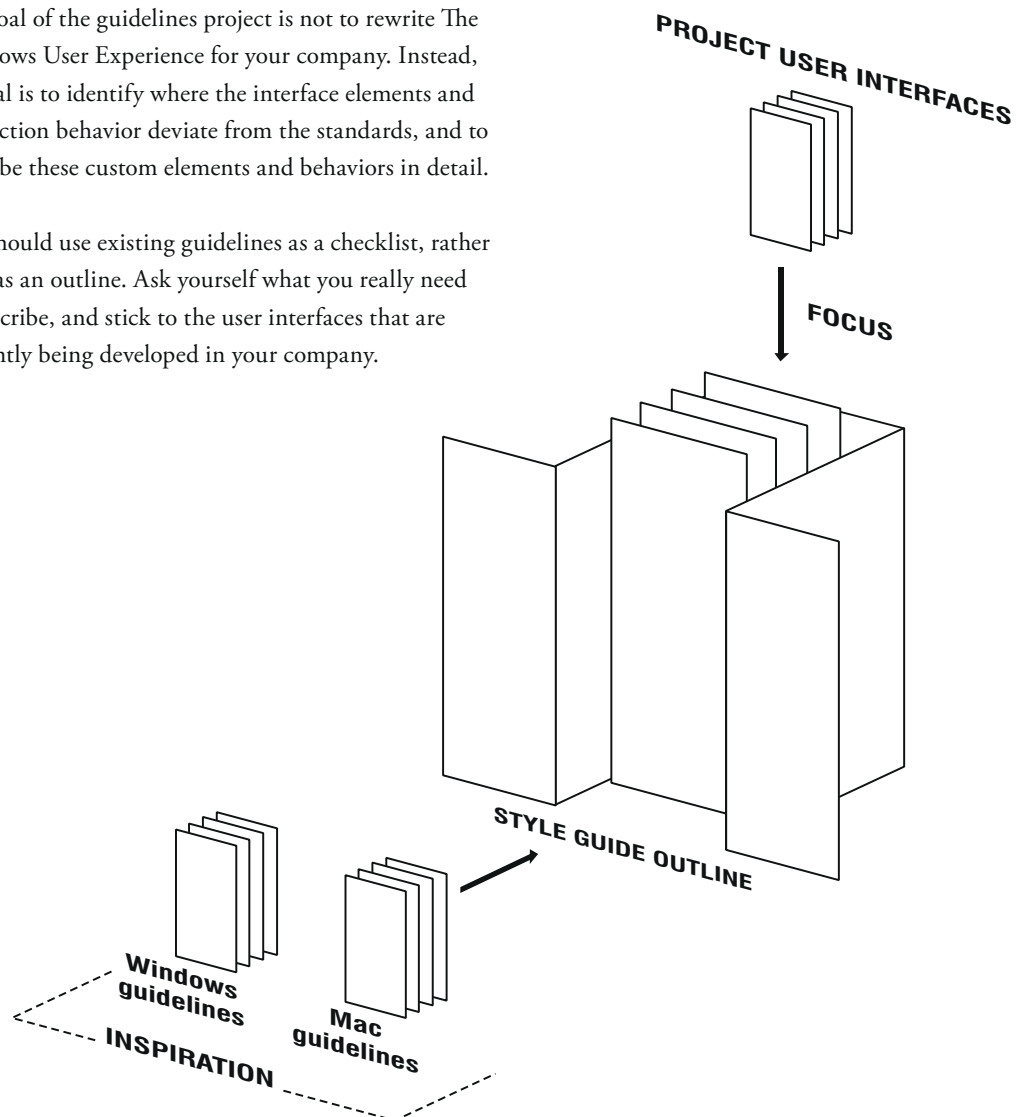 oal of the guidelines project is not to rewrite The
ows User Experience for your company. Instead,
al is to identify where the interface elements and
ction behavior deviate from the standards, and to
be these custom elements and behaviors in detail.
hould use existing guidelines as a checklist, rather
as an outline. Ask yourself what you really need
cribe, and stick to the user interfaces that are
ntly being developed in your company.
PROJECT USER INTERFACES
FOCUS
STYLE GUIDE OUTLINE
Windows
guidelines
Mac
guidelines
INSPIRATION